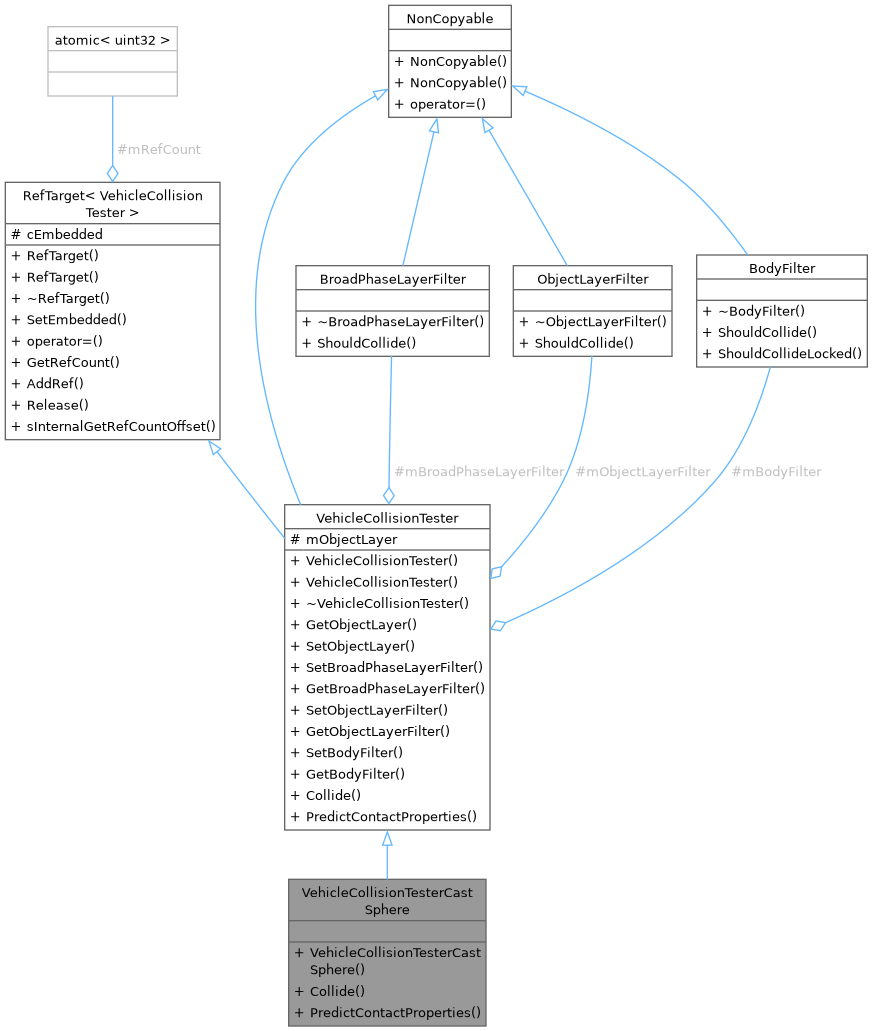 NonCopyable
+ NonCopyable()
+ NonCopyable()
+ operator=()
atomic< uint32 >
#mRefCount
RefTarget< VehicleCollision
Tester >
# cEmbedded
+ RefTarget()
+ RefTarget()
+ ~RefTarget()
+ SetEmbedded()
+ operator=()
+ GetRefCount()
+ AddRef()
+ Release()
+ sInternalGetRefCountOffset()
BroadPhaseLayerFilter
+ ~BroadPhaseLayerFilter()
+ ShouldCollide()
ObjectLayerFilter
+ ~ObjectLayerFilter()
+ ShouldCollide()
BodyFilter
+ ~BodyFilter()
+ ShouldCollide()
+ ShouldCollideLocked()
#mBroadPhaseLayerFilter
#mObjectLayerFilter
#mBodyFilter
VehicleCollisionTester
# mObjectLayer
+ VehicleCollisionTester()
+ VehicleCollisionTester()
+ ~VehicleCollisionTester()
+ GetObjectLayer()
+ SetObjectLayer()
+ SetBroadPhaseLayerFilter()
+ GetBroadPhaseLayerFilter()
+ SetObjectLayerFilter()
+ GetObjectLayerFilter()
+ SetBodyFilter()
+ GetBodyFilter()
+ Collide()
+ PredictContactProperties()
VehicleCollisionTesterCast
Sphere
+ VehicleCollisionTesterCast
Sphere()
+ Collide()
+ PredictContactProperties()